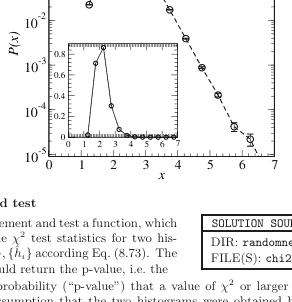 P(x)
10^-2
10^-3
10^-4
10^-5
0.8
0.6
0.4
0.2
0
0 1 2 3 4 5 6 7
0 1 2 3 4 5 6 7
x
d test
ement and test a function, which
χ² test statistics for two his-
, {ĥ_i} according Eq. (8.73). The
uld return the p-value, i.e. the
probability ("p-value") that a value of χ² or larger
sumption that the two histograms were obtained
SOLUTION SOU
DIR: randomne
FILE(S): chi2